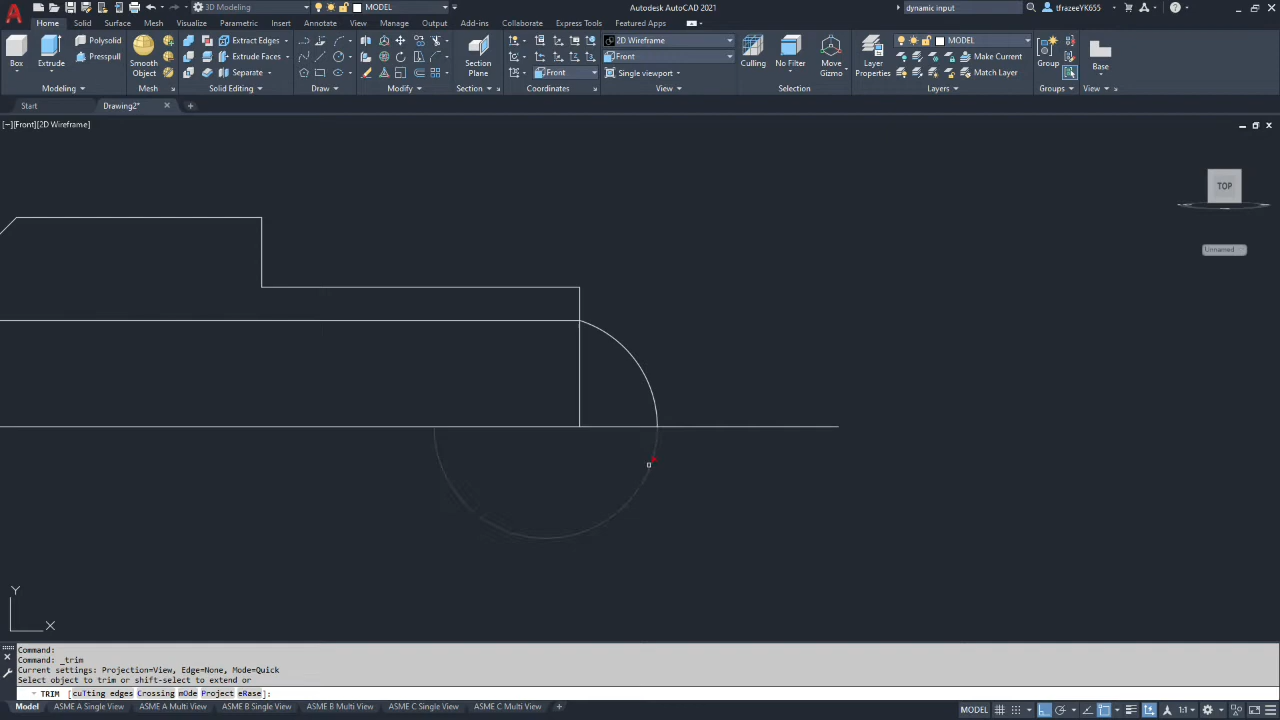 3D Modeling
MODEL
Autodesk AutoCAD 2021
dynamic input
tfrazeeYK655
Home Insert Solid Surface Mesh Visualize Parametric Insert Annotate View Manage Output Add-ins Collaborate Express Tools Featured Apps
Box
Extrude
Polysolid
Presspull
Modeling
Smooth Object
Mesh
Extract Edges
Extrude Faces
Separate
Solid Editing
Draw
Modify
Section Plane
Section
Front
Coordinates
2D Wireframe
Front
Single viewport
View
Culling
No Filter
Move Gizmo
Selection
Layer Properties
MODEL
Make Current
Match Layer
Layers
Group
Groups
Base
View
Start
Drawing2*
[−][Front][2D Wireframe]
TOP
Unnamed
Y
X
Command:
Command: _trim
Current settings: Projection=View, Edge=None, Mode=Quick
Select object to trim or shift-select to extend or
TRIM [cuTting edges Crossing mOde Project eRase]:
Model ASME A Single View ASME A Multi View ASME B Single View ASME B Multi View ASME C Single View ASME C Multi View
MODEL
1:1